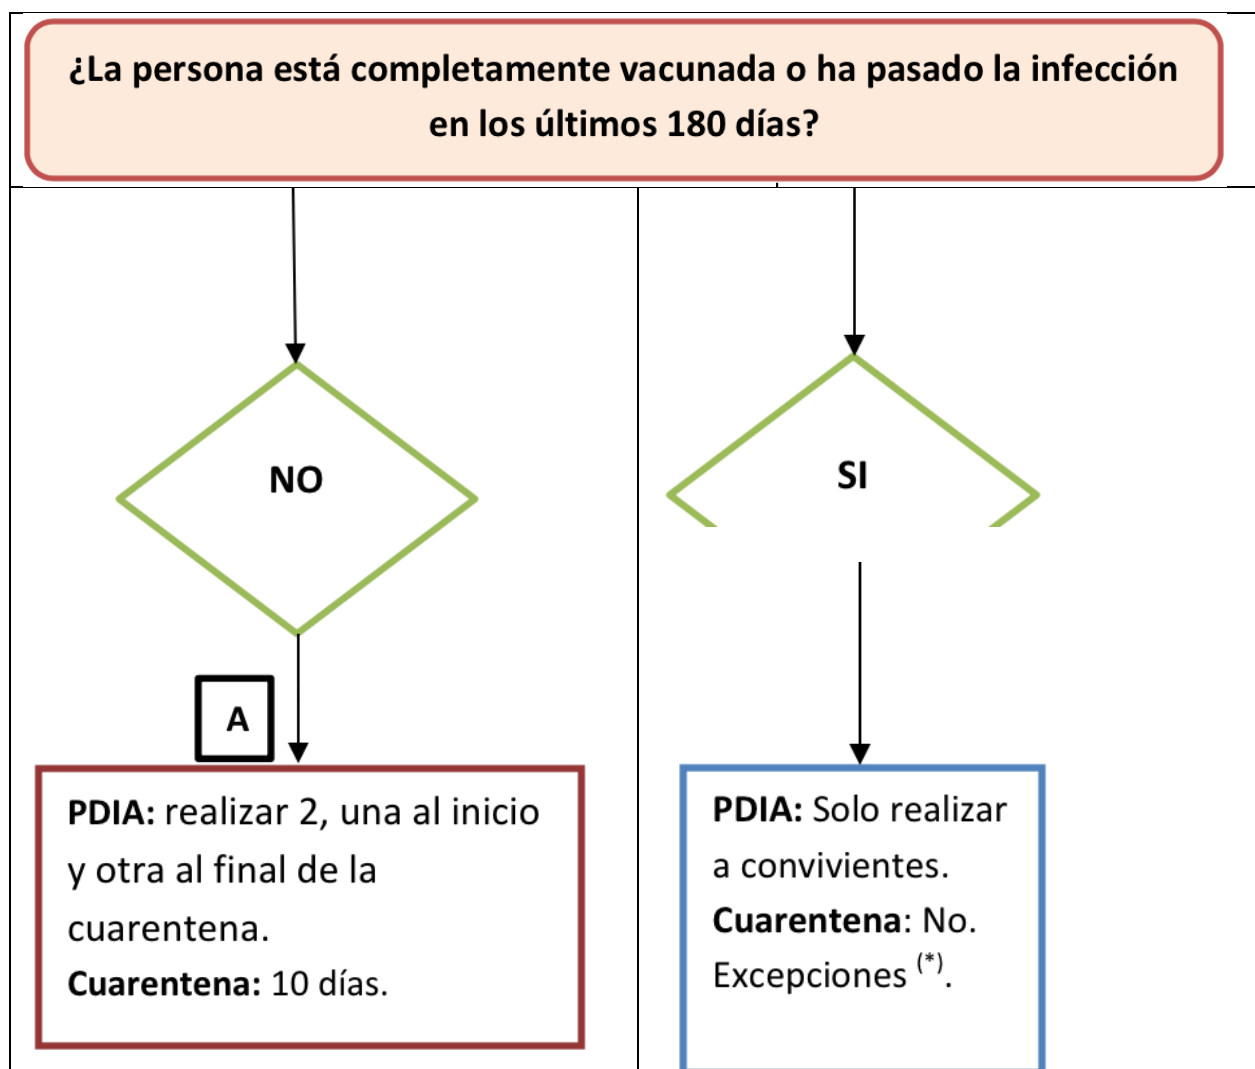 ¿La persona está completamente vacunada o ha pasado la infección
en los últimos 180 días?
NO
SI
A
PDIA: realizar 2, una al inicio
y otra al final de la
cuarentena.
Cuarentena: 10 días.
PDIA: Solo realizar
a convivientes.
Cuarentena: No.
Excepciones (*).